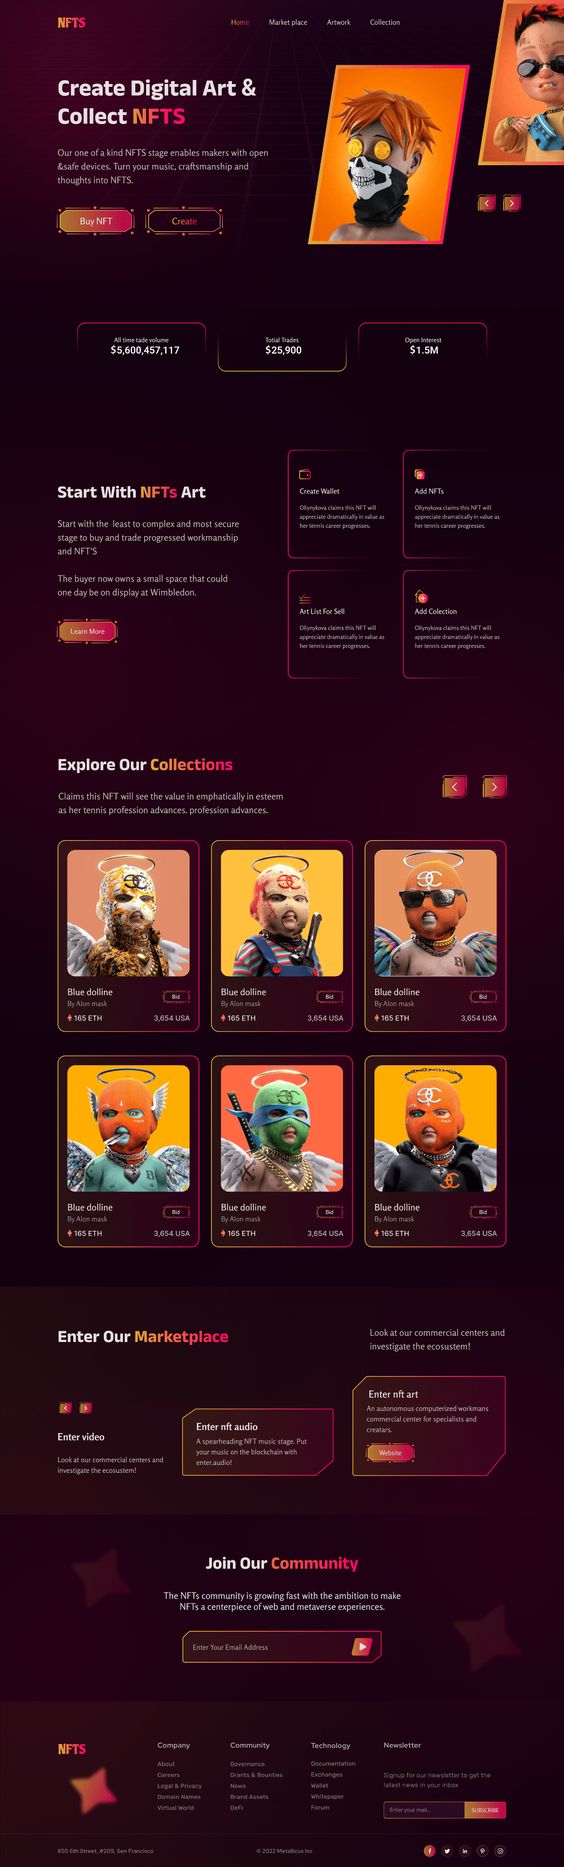 NFTS
Home Market place Artwork Collection
Create Digital Art &
Collect NFTS
Our one of a kind NFTS stage enables makers with open
&safe devices. Turn your music, craftsmanship and
thoughts into NFTS.
Buy NFT Create
All time tade volume
$5,600,457,117
Totial Trades
$25,900
Open Interest
$1.5M
Start With NFTs Art
Start with the least to complex and most secure
stage to buy and trade progressed workmanship
and NFT'S
The buyer now owns a small space that could
one day be on display at Wimbledon.
Learn More
Create Wallet
Oliynykova claims this NFT will
appreciate dramatically in value as
her tennis career progresses.
Add NFTs
Oliynykova claims this NFT will
appreciate dramatically in value as
her tennis career progresses.
Art List For Sell
Oliynykova claims this NFT will
appreciate dramatically in value as
her tennis career progresses.
Add Colection
Oliynykova claims this NFT will
appreciate dramatically in value as
her tennis career progresses.
Explore Our Collections
Claims this NFT will see the value in emphatically in esteem
as her tennis profession advances. profession advances.
Blue dolline
By Alon mask
Bid
165 ETH 3,654 USA
Blue dolline
By Alon mask
Bid
165 ETH 3,654 USA
Blue dolline
By Alon mask
Bid
165 ETH 3,654 USA
Blue dolline
By Alon mask
Bid
165 ETH 3,654 USA
Blue dolline
By Alon mask
Bid
165 ETH 3,654 USA
Blue dolline
By Alon mask
Bid
165 ETH 3,654 USA
Enter Our Marketplace
Look at our commercial centers and
investigate the ecosustem!
Enter video
Look at our commercial centers and
investigate the ecosustem!
Enter nft audio
A spearheading NFT music stage. Put
your music on the blockchain with
enter.audio!
Enter nft art
An autonomous computerized workmans
commercial center for specialists and
creatars.
Website
Join Our Community
The NFTs community is growing fast with the ambition to make
NFTs a centerpiece of web and metaverse experiences.
Enter Your Email Address
NFTS
Company
About
Careers
Legal & Privacy
Domain Names
Virtual World
Community
Governance
Grants & Bounties
News
Brand Assets
DeFi
Technology
Documentation
Exchanges
Wallet
Whitepaper
Forum
Newsletter
Signup for our newsletter to get the
latest news in your inbox
Enter your mail... SUBSCRIBE
850 6th Street, #209, Sen Francisco
© 2022 Metallicus Inc